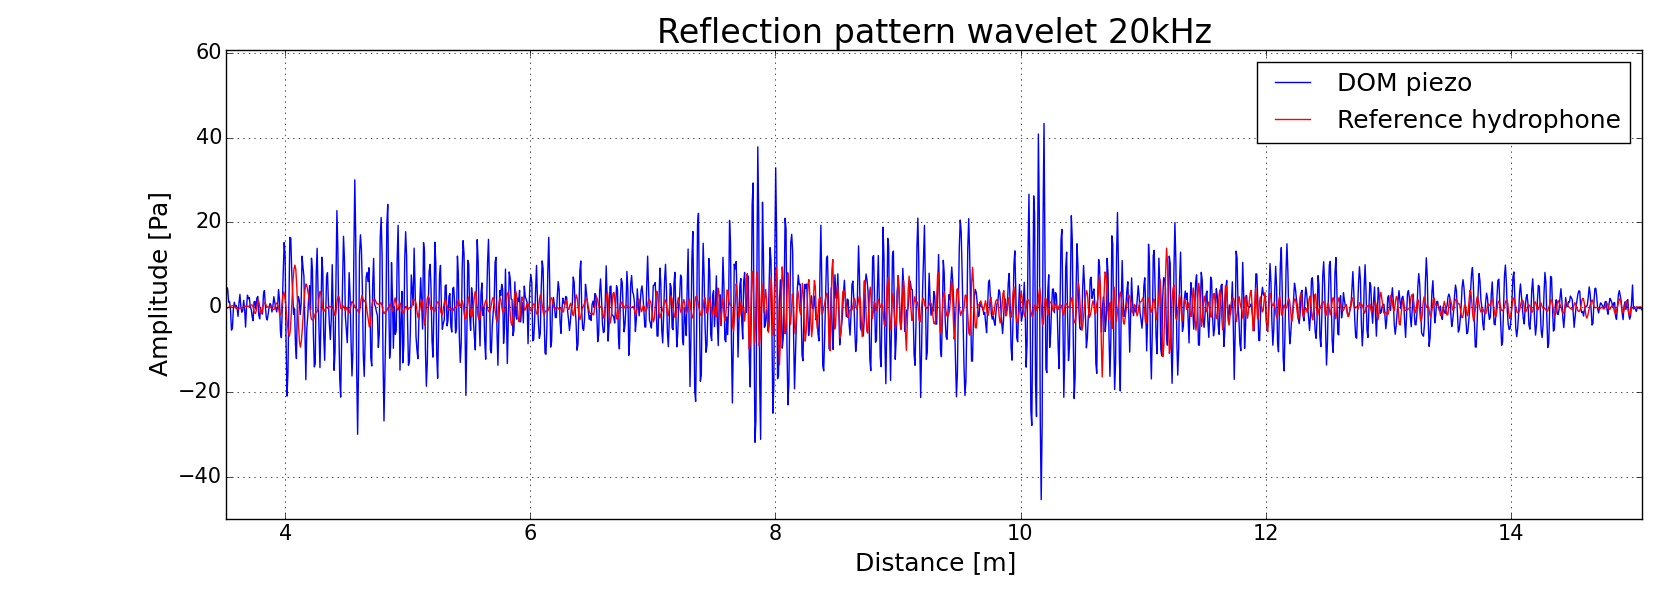 Reflection pattern wavelet 20kHz
60
40
20
0
−20
−40
Amplitude [Pa]
DOM piezo
Reference hydrophone
4 6 8 10 12 14
Distance [m]